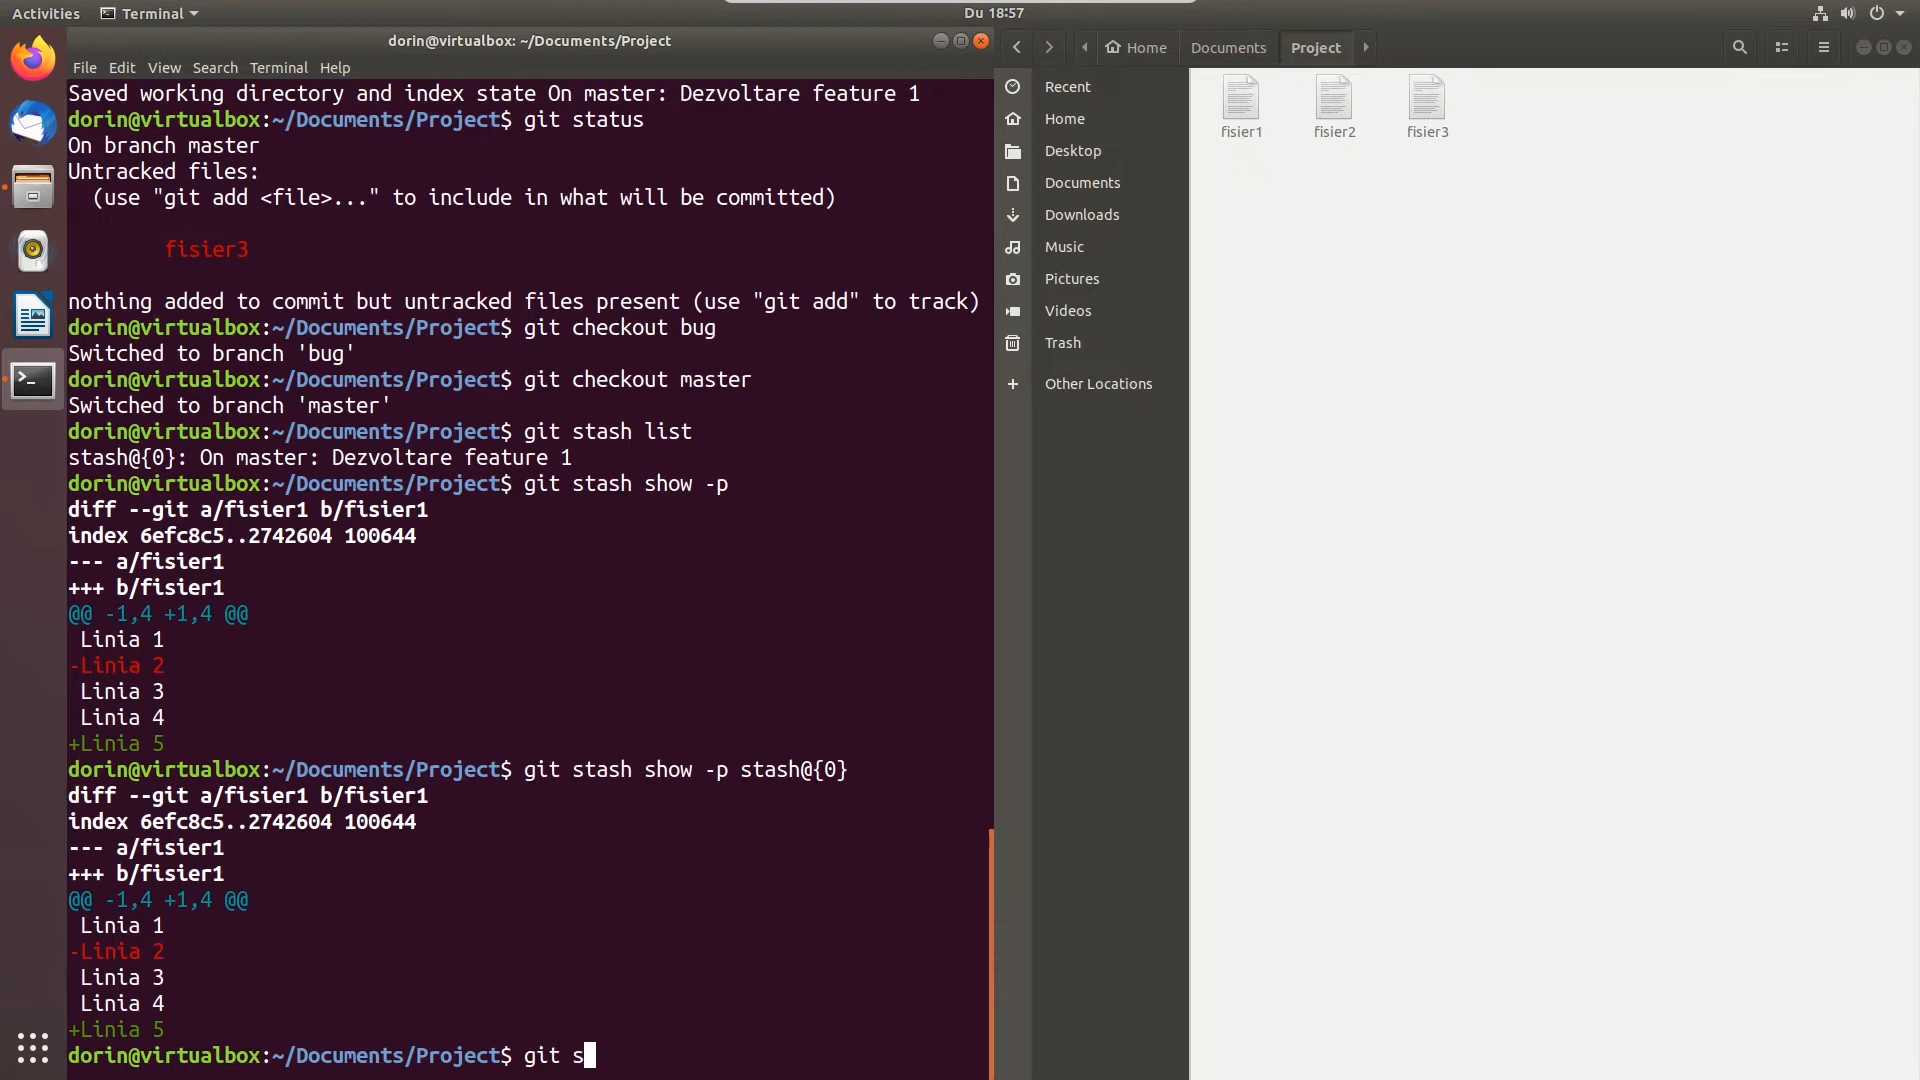 Activities
Terminal
Du 18:57
dorin@virtualbox: ~/Documents/Project
File Edit View Search Terminal Help
Saved working directory and index state On master: Dezvoltare feature 1
dorin@virtualbox:~/Documents/Project$ git status
On branch master
Untracked files:
  (use "git add <file>..." to include in what will be committed)
        fisier3
nothing added to commit but untracked files present (use "git add" to track)
dorin@virtualbox:~/Documents/Project$ git checkout bug
Switched to branch 'bug'
dorin@virtualbox:~/Documents/Project$ git checkout master
Switched to branch 'master'
dorin@virtualbox:~/Documents/Project$ git stash list
stash@{0}: On master: Dezvoltare feature 1
dorin@virtualbox:~/Documents/Project$ git stash show -p
diff --git a/fisier1 b/fisier1
index 6efc8c5..2742604 100644
--- a/fisier1
+++ b/fisier1
@@ -1,4 +1,4 @@
 Linia 1
-Linia 2
 Linia 3
 Linia 4
+Linia 5
dorin@virtualbox:~/Documents/Project$ git stash show -p stash@{0}
diff --git a/fisier1 b/fisier1
index 6efc8c5..2742604 100644
--- a/fisier1
+++ b/fisier1
@@ -1,4 +1,4 @@
 Linia 1
-Linia 2
 Linia 3
 Linia 4
+Linia 5
dorin@virtualbox:~/Documents/Project$ git s
Home
Documents
Project
Recent
Home
Desktop
Documents
Downloads
Music
Pictures
Videos
Trash
+ Other Locations
fisier1
fisier2
fisier3